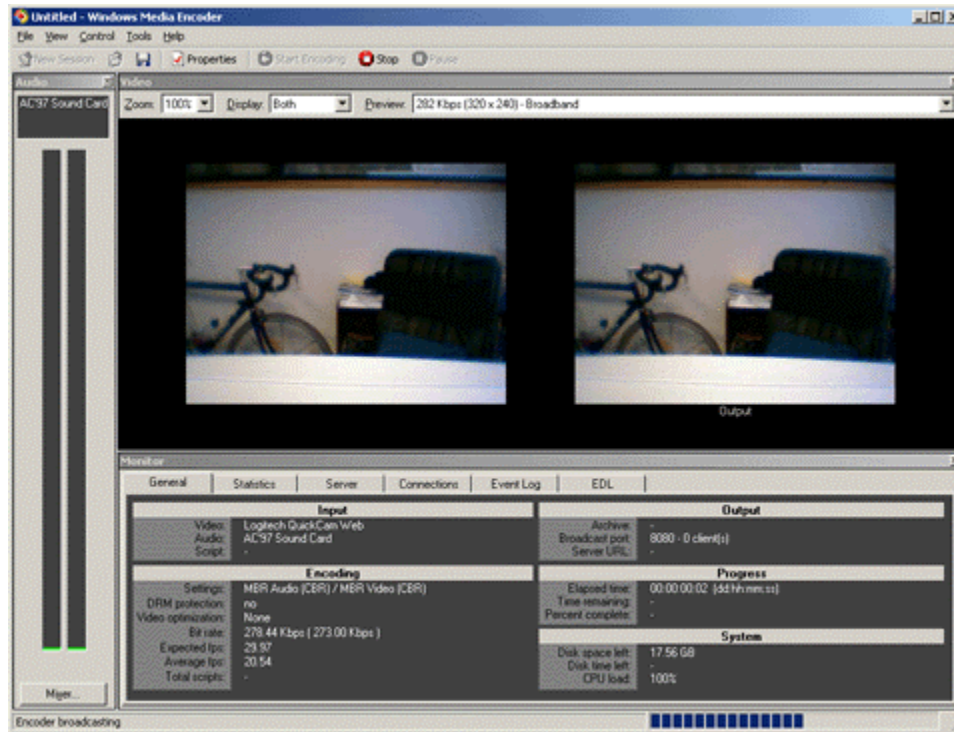 Untitled - Windows Media Encoder
File View Control Tools Help
New Session Properties Start Encoding Stop Pause
Audio
AC'97 Sound Card
Video
Zoom: 100% Display: Both Preview: 282 Kbps (320 x 240) - Broadband
Output
Monitor
General Statistics Server Connections Event Log EDL
Input
Video: Logitech QuickCam Web
Audio: AC'97 Sound Card
Script: -
Encoding
Settings: MBR Audio (CBR) / MBR Video (CBR)
DRM protection: no
Video optimization: None
Bit rate: 278.44 Kbps ( 273.00 Kbps )
Expected fps: 29.97
Average fps: 20.54
Total scripts: -
Output
Archive: -
Broadcast port: 8080 - 0 client(s)
Server URL: -
Progress
Elapsed time: 00:00:00:02 (dd:hh:mm:ss)
Time remaining: -
Percent complete: -
System
Disk space left: 17.56 GB
Disk time left: -
CPU load: 100%
Mixer...
Encoder broadcasting